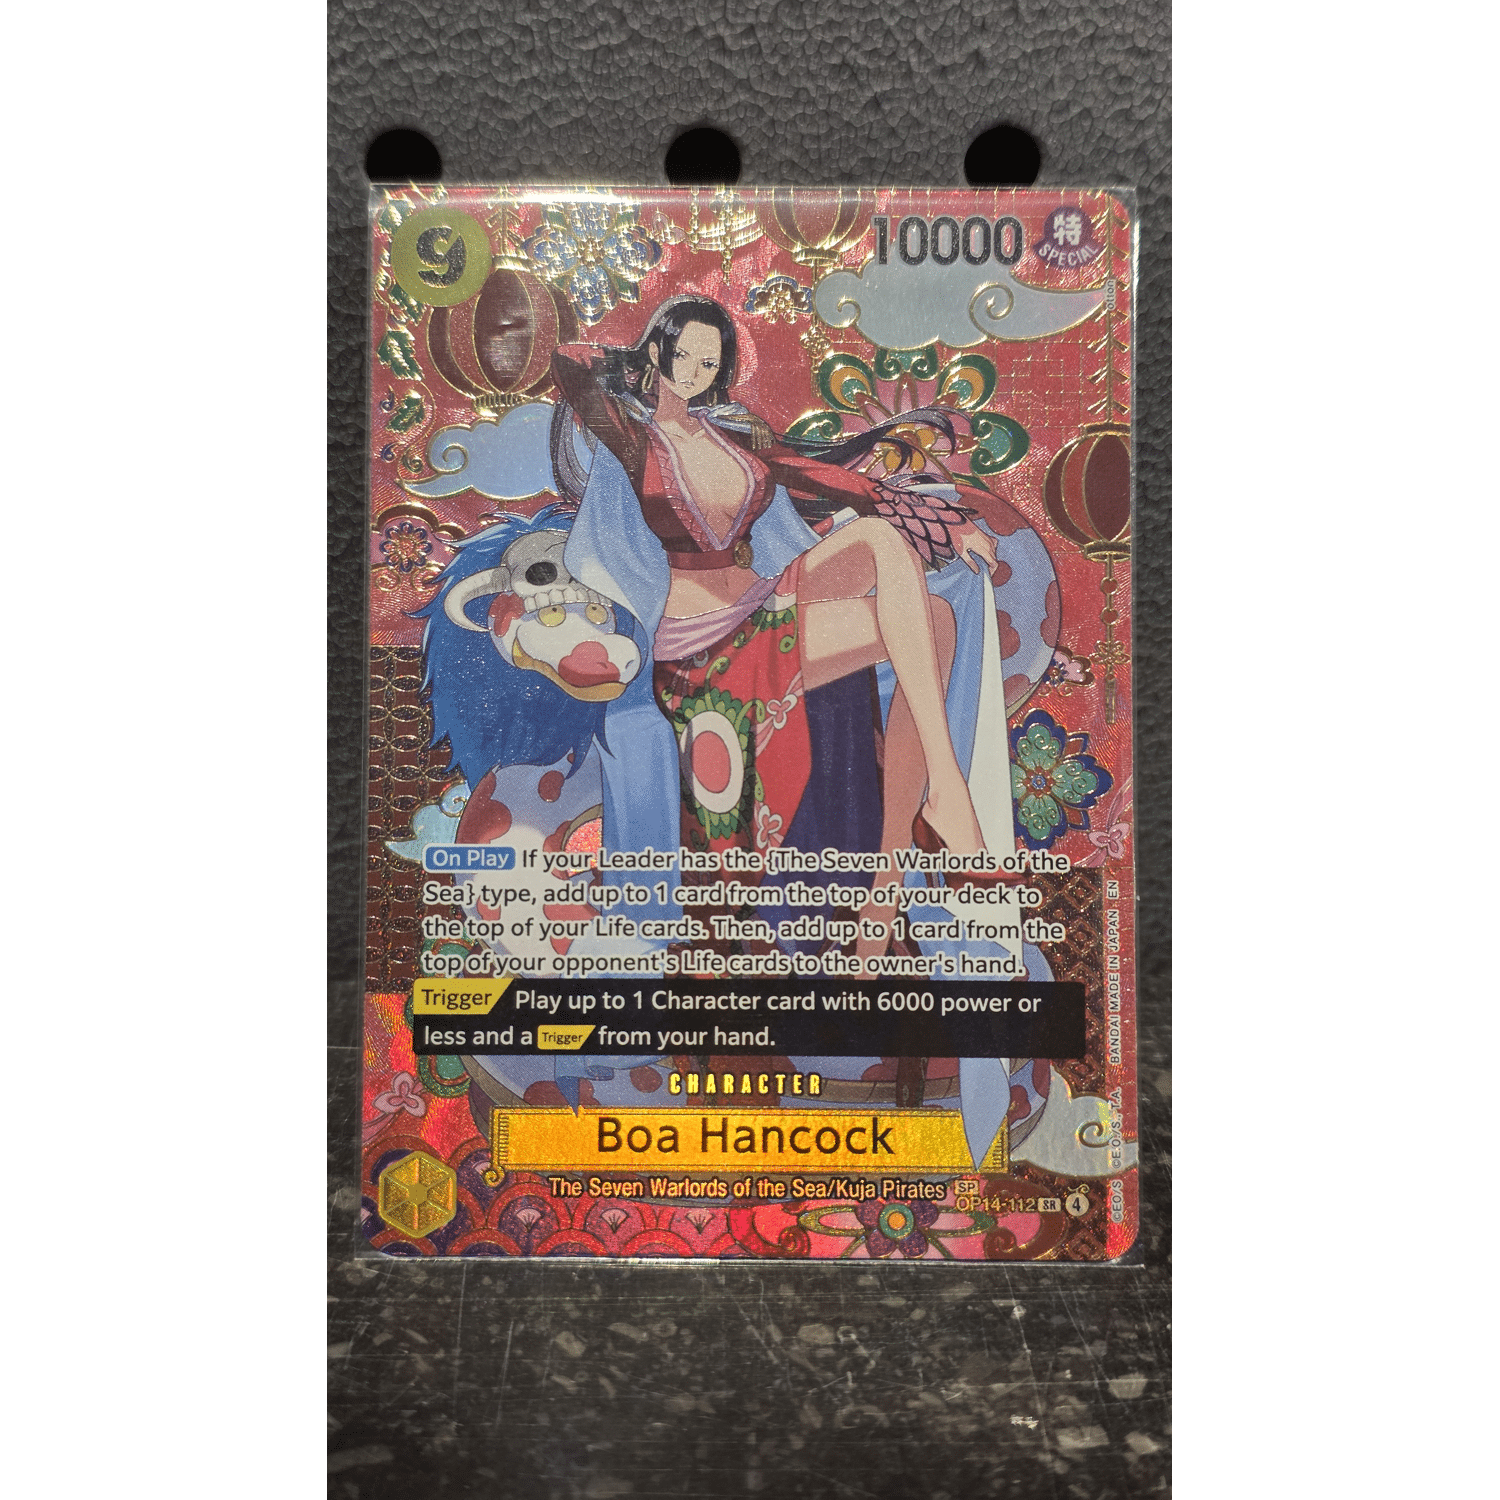 9
10000
特
SPECIAL
On Play If your Leader has the {The Seven Warlords of the
Sea} type, add up to 1 card from the top of your deck to
the top of your Life cards. Then, add up to 1 card from the
top of your opponent's Life cards to the owner's hand.
Trigger Play up to 1 Character card with 6000 power or
less and a Trigger from your hand.
CHARACTER
Boa Hancock
The Seven Warlords of the Sea/Kuja Pirates
SP
OP14-112 SR 4
©E.O./S ©E.O./S., T.A. BANDAI MADE IN JAPAN EN